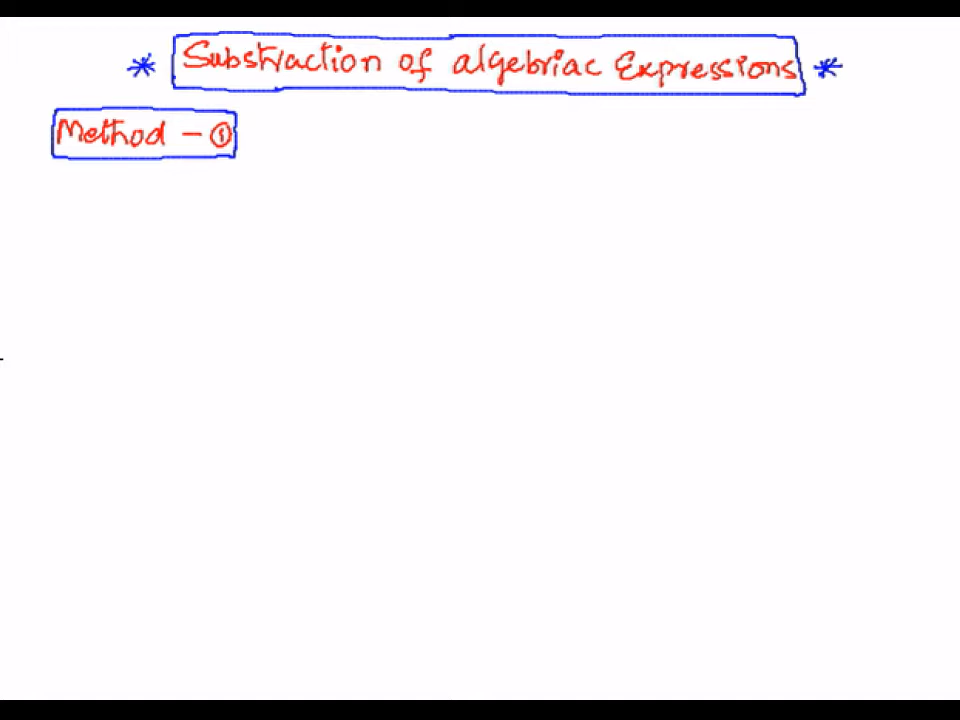 * Substraction of algebriac Expressions *
Method - ①